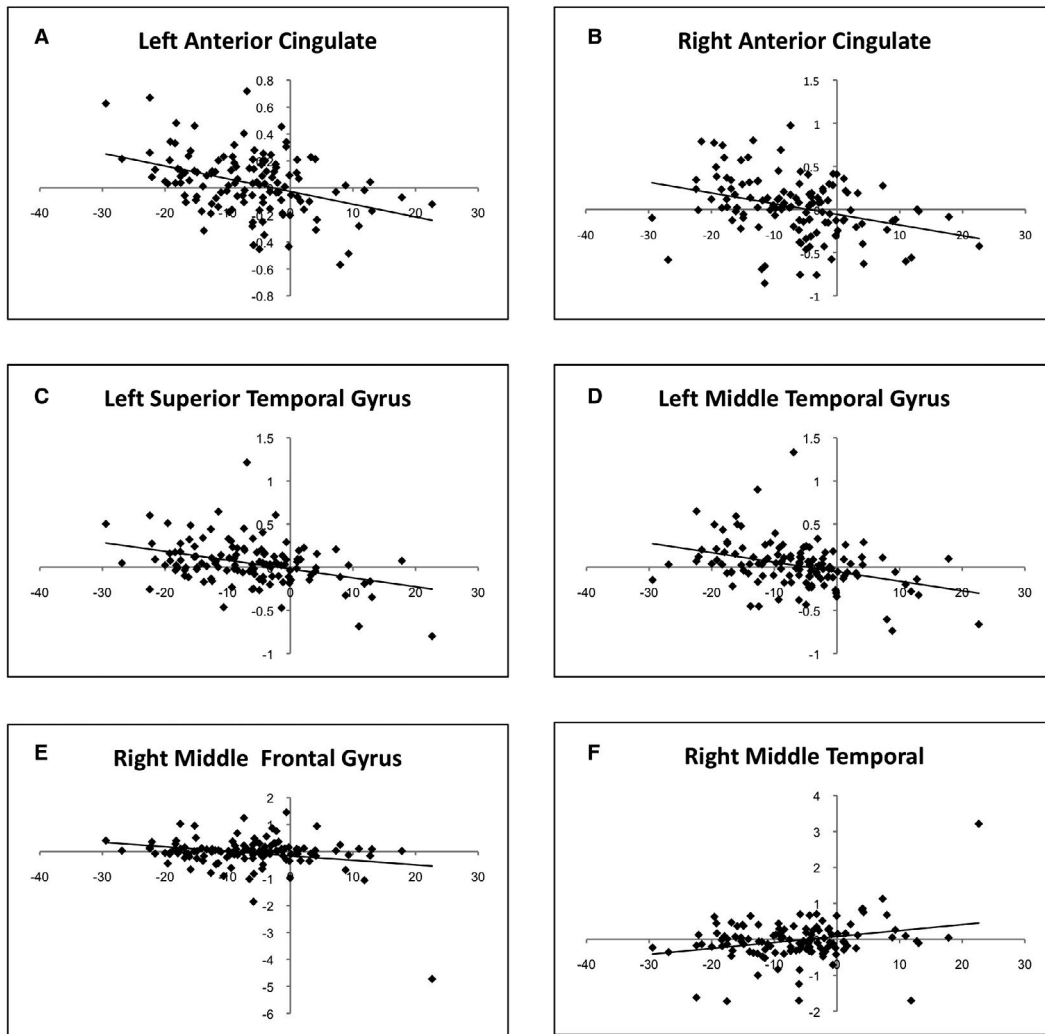 A
Left Anterior Cingulate
0.8
0.6
0.4
0.2
0
-40 -30 -20 -10 0 10 20 30
-0.2
-0.4
-0.6
-0.8
B
Right Anterior Cingulate
1.5
1
0.5
0
-40 -30 -20 -10 0 10 20 30
-0.5
-1
C
Left Superior Temporal Gyrus
1.5
1
0.5
0
-40 -30 -20 -10 0 10 20 30
-0.5
-1
D
Left Middle Temporal Gyrus
1.5
1
0.5
0
-40 -30 -20 -10 0 10 20 30
-0.5
-1
E
Right Middle Frontal Gyrus
2
1
0
-40 -30 -20 -10 0 10 20 30
-1
-2
-3
-4
-5
-6
F
Right Middle Temporal
4
3
2
1
0
-40 -30 -20 -10 0 10 20 30
-1
-2